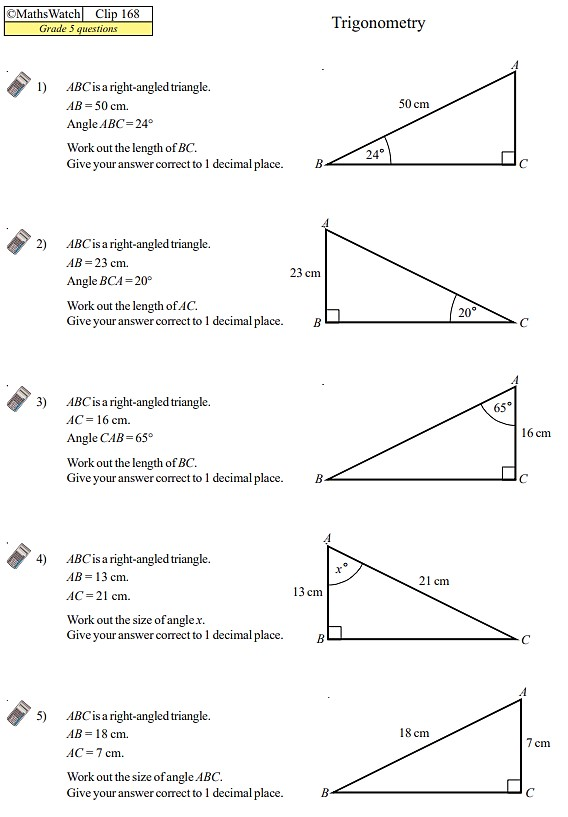 ©MathsWatch Clip 168
Grade 5 questions
Trigonometry
1) ABC is a right-angled triangle.
AB = 50 cm.
Angle ABC = 24°
Work out the length of BC.
Give your answer correct to 1 decimal place.
A
50 cm
24°
B
C
2) ABC is a right-angled triangle.
AB = 23 cm.
Angle BCA = 20°
Work out the length of AC.
Give your answer correct to 1 decimal place.
A
23 cm
20°
B
C
3) ABC is a right-angled triangle.
AC = 16 cm.
Angle CAB = 65°
Work out the length of BC.
Give your answer correct to 1 decimal place.
A
65°
16 cm
B
C
4) ABC is a right-angled triangle.
AB = 13 cm.
AC = 21 cm.
Work out the size of angle x.
Give your answer correct to 1 decimal place.
A
x°
21 cm
13 cm
B
C
5) ABC is a right-angled triangle.
AB = 18 cm.
AC = 7 cm.
Work out the size of angle ABC.
Give your answer correct to 1 decimal place.
A
18 cm
7 cm
B
C